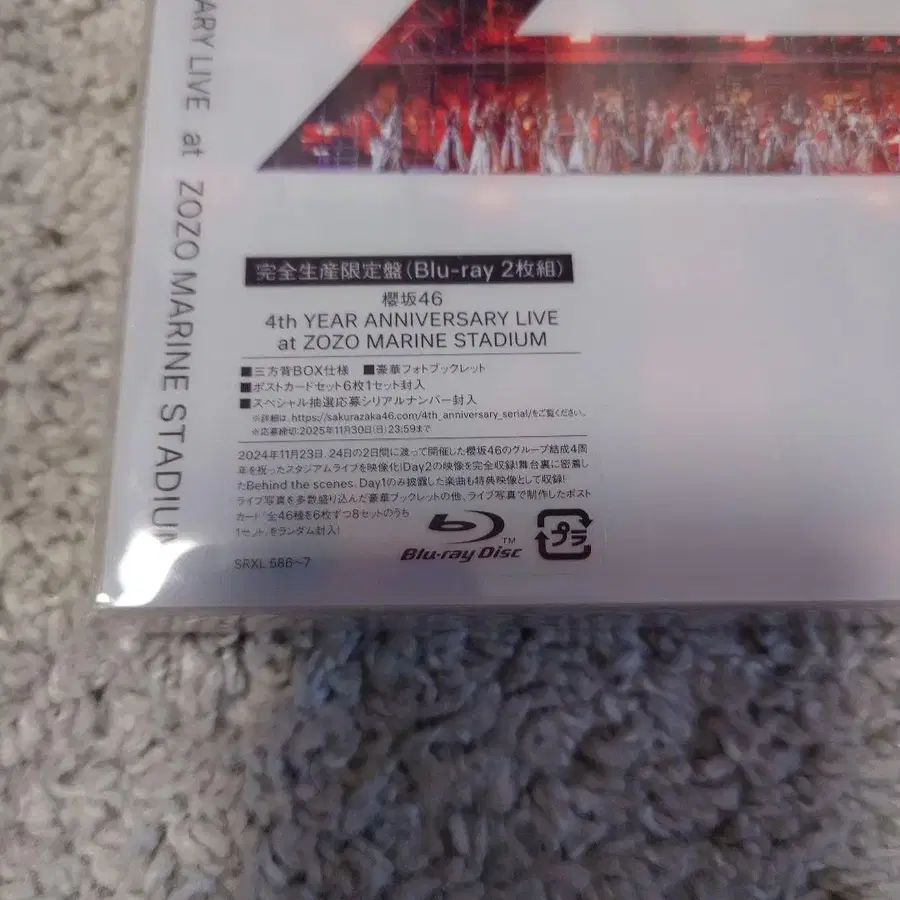 ARY LIVE at ZOZO MARINE STADIUM
完全生産限定盤(Blu-ray 2枚組)
櫻坂46
4th YEAR ANNIVERSARY LIVE
at ZOZO MARINE STADIUM
■三方背BOX仕様 ■豪華フォトブックレット
■ポストカードセット6枚1セット封入
■スペシャル抽選応募シリアルナンバー封入
※詳細は、https://sakurazaka46.com/4th_anniversary_serial/をご覧ください。
※応募締切:2025年11月30日(日)23:59まで
2024年11月23日、24日の2日間に渡って開催した櫻坂46のグループ結成4周
年を祝ったスタジアムライブを映像化!Day2の映像を完全収録!舞台裏に密着し
たBehind the scenes、Day1のみ披露した楽曲も特典映像として収録!
ライブ写真を多数盛り込んだ豪華ブックレットの他、ライブ写真で制作したポスト
カード「全46種を6枚ずつ8セットのうち
1セット」をランダム封入!
Blu-ray Disc TM
プラ
SRXL 686~7